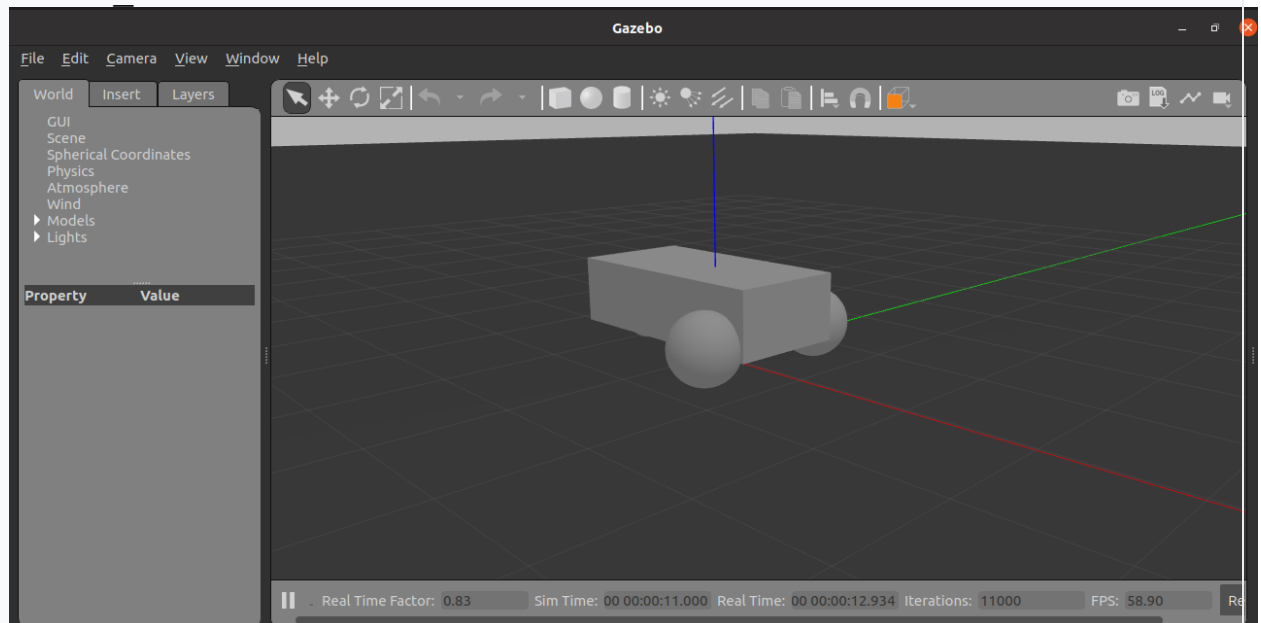 Gazebo
File Edit Camera View Window Help
World Insert Layers
GUI
Scene
Spherical Coordinates
Physics
Atmosphere
Wind
Models
Lights
Property Value
LOG
Real Time Factor: 0.83 Sim Time: 00 00:00:11.000 Real Time: 00 00:00:12.934 Iterations: 11000 FPS: 58.90 Re